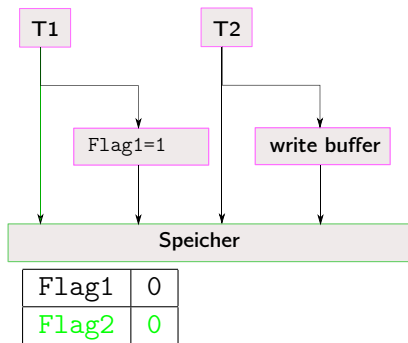 T1 T2
Flag1=1 write buffer
Speicher
Flag1 0
Flag2 0